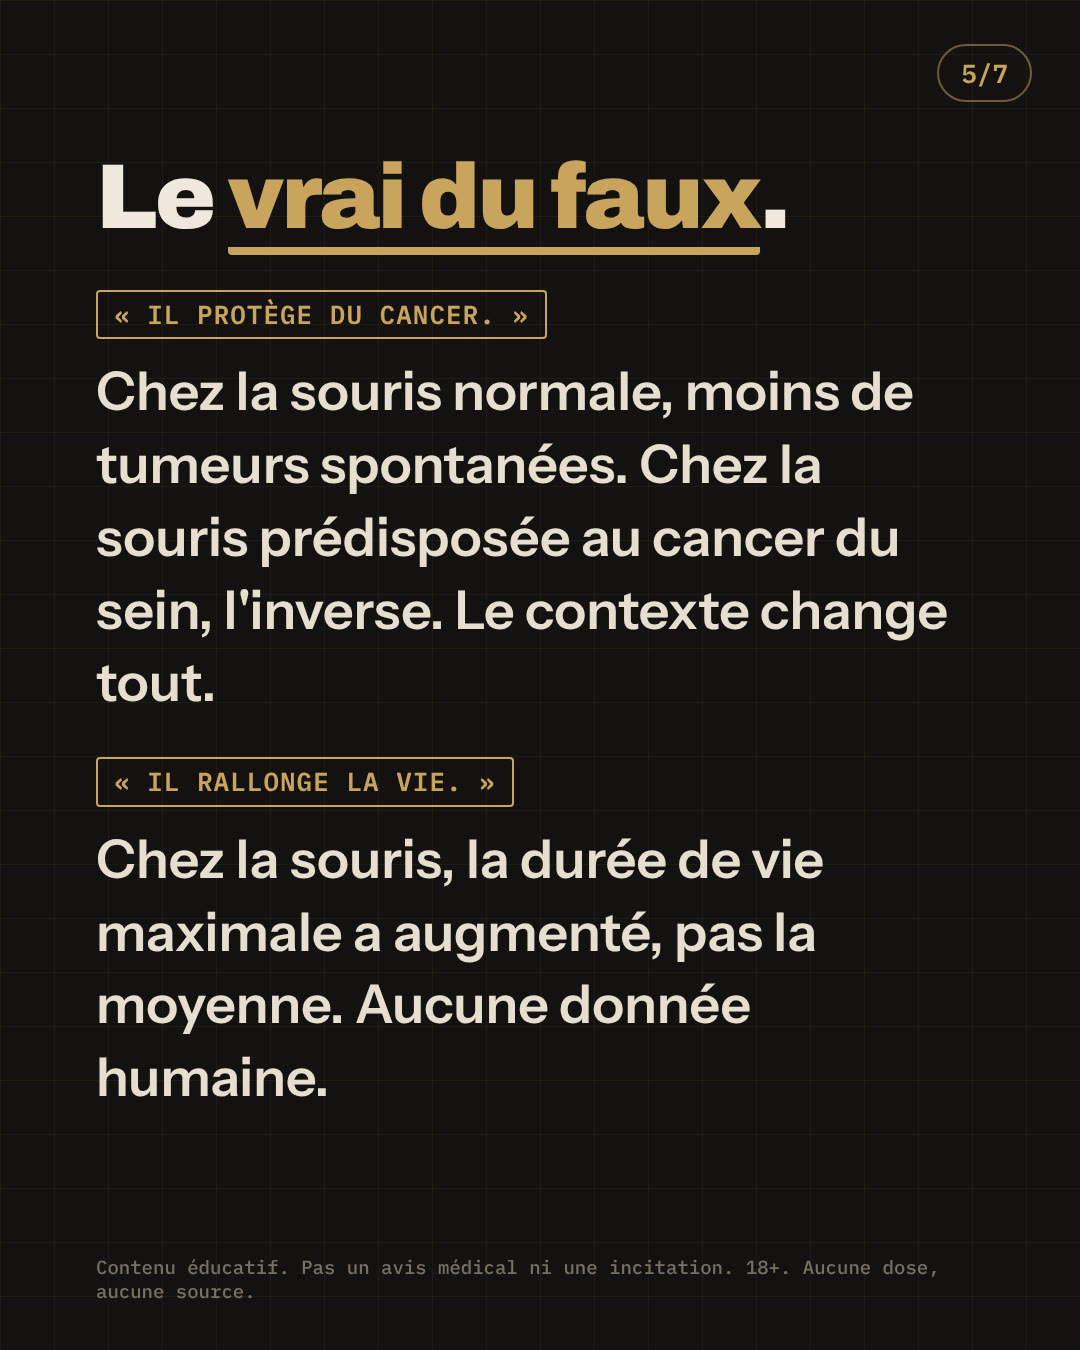 5/7
Le vrai du faux.
« IL PROTÈGE DU CANCER. »
Chez la souris normale, moins de
tumeurs spontanées. Chez la
souris prédisposée au cancer du
sein, l'inverse. Le contexte change
tout.
« IL RALLONGE LA VIE. »
Chez la souris, la durée de vie
maximale a augmenté, pas la
moyenne. Aucune donnée
humaine.
Contenu éducatif. Pas un avis médical ni une incitation. 18+. Aucune dose,
aucune source.